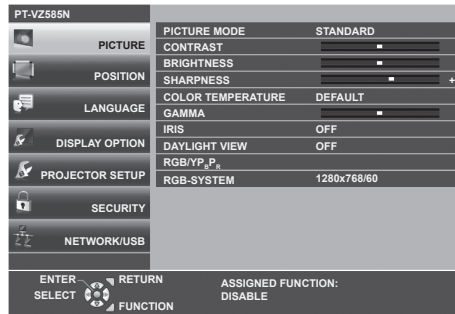 PT-VZ585N
PICTURE
POSITION
LANGUAGE
DISPLAY OPTION
PROJECTOR SETUP
SECURITY
NETWORK/USB
PICTURE MODE STANDARD
CONTRAST
BRIGHTNESS
SHARPNESS +
COLOR TEMPERATURE DEFAULT
GAMMA
IRIS OFF
DAYLIGHT VIEW OFF
RGB/YPBPR
RGB-SYSTEM 1280x768/60
ENTER RETURN
SELECT FUNCTION
ASSIGNED FUNCTION:
DISABLE